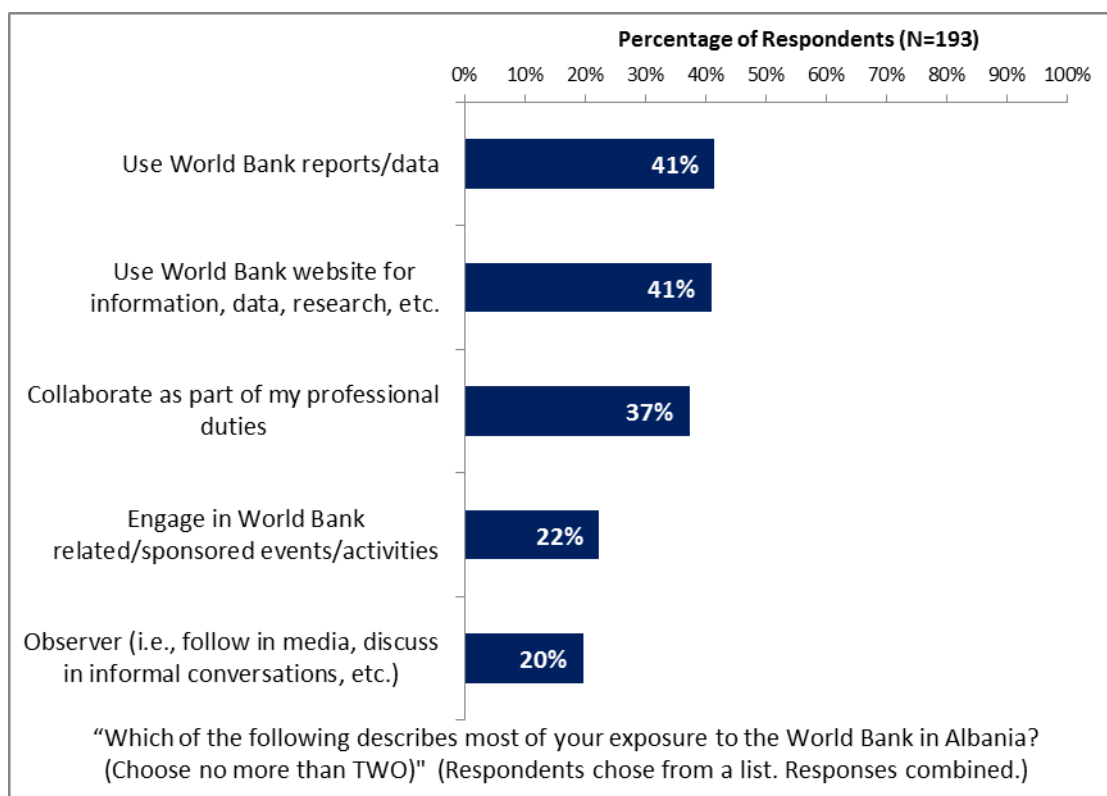 Percentage of Respondents (N=193)
0% 10% 20% 30% 40% 50% 60% 70% 80% 90% 100%
Use World Bank reports/data
41%
Use World Bank website for
information, data, research, etc.
41%
Collaborate as part of my professional
duties
37%
Engage in World Bank
related/sponsored events/activities
22%
Observer (i.e., follow in media, discuss
in informal conversations, etc.)
20%
“Which of the following describes most of your exposure to the World Bank in Albania?
(Choose no more than TWO)" (Respondents chose from a list. Responses combined.)